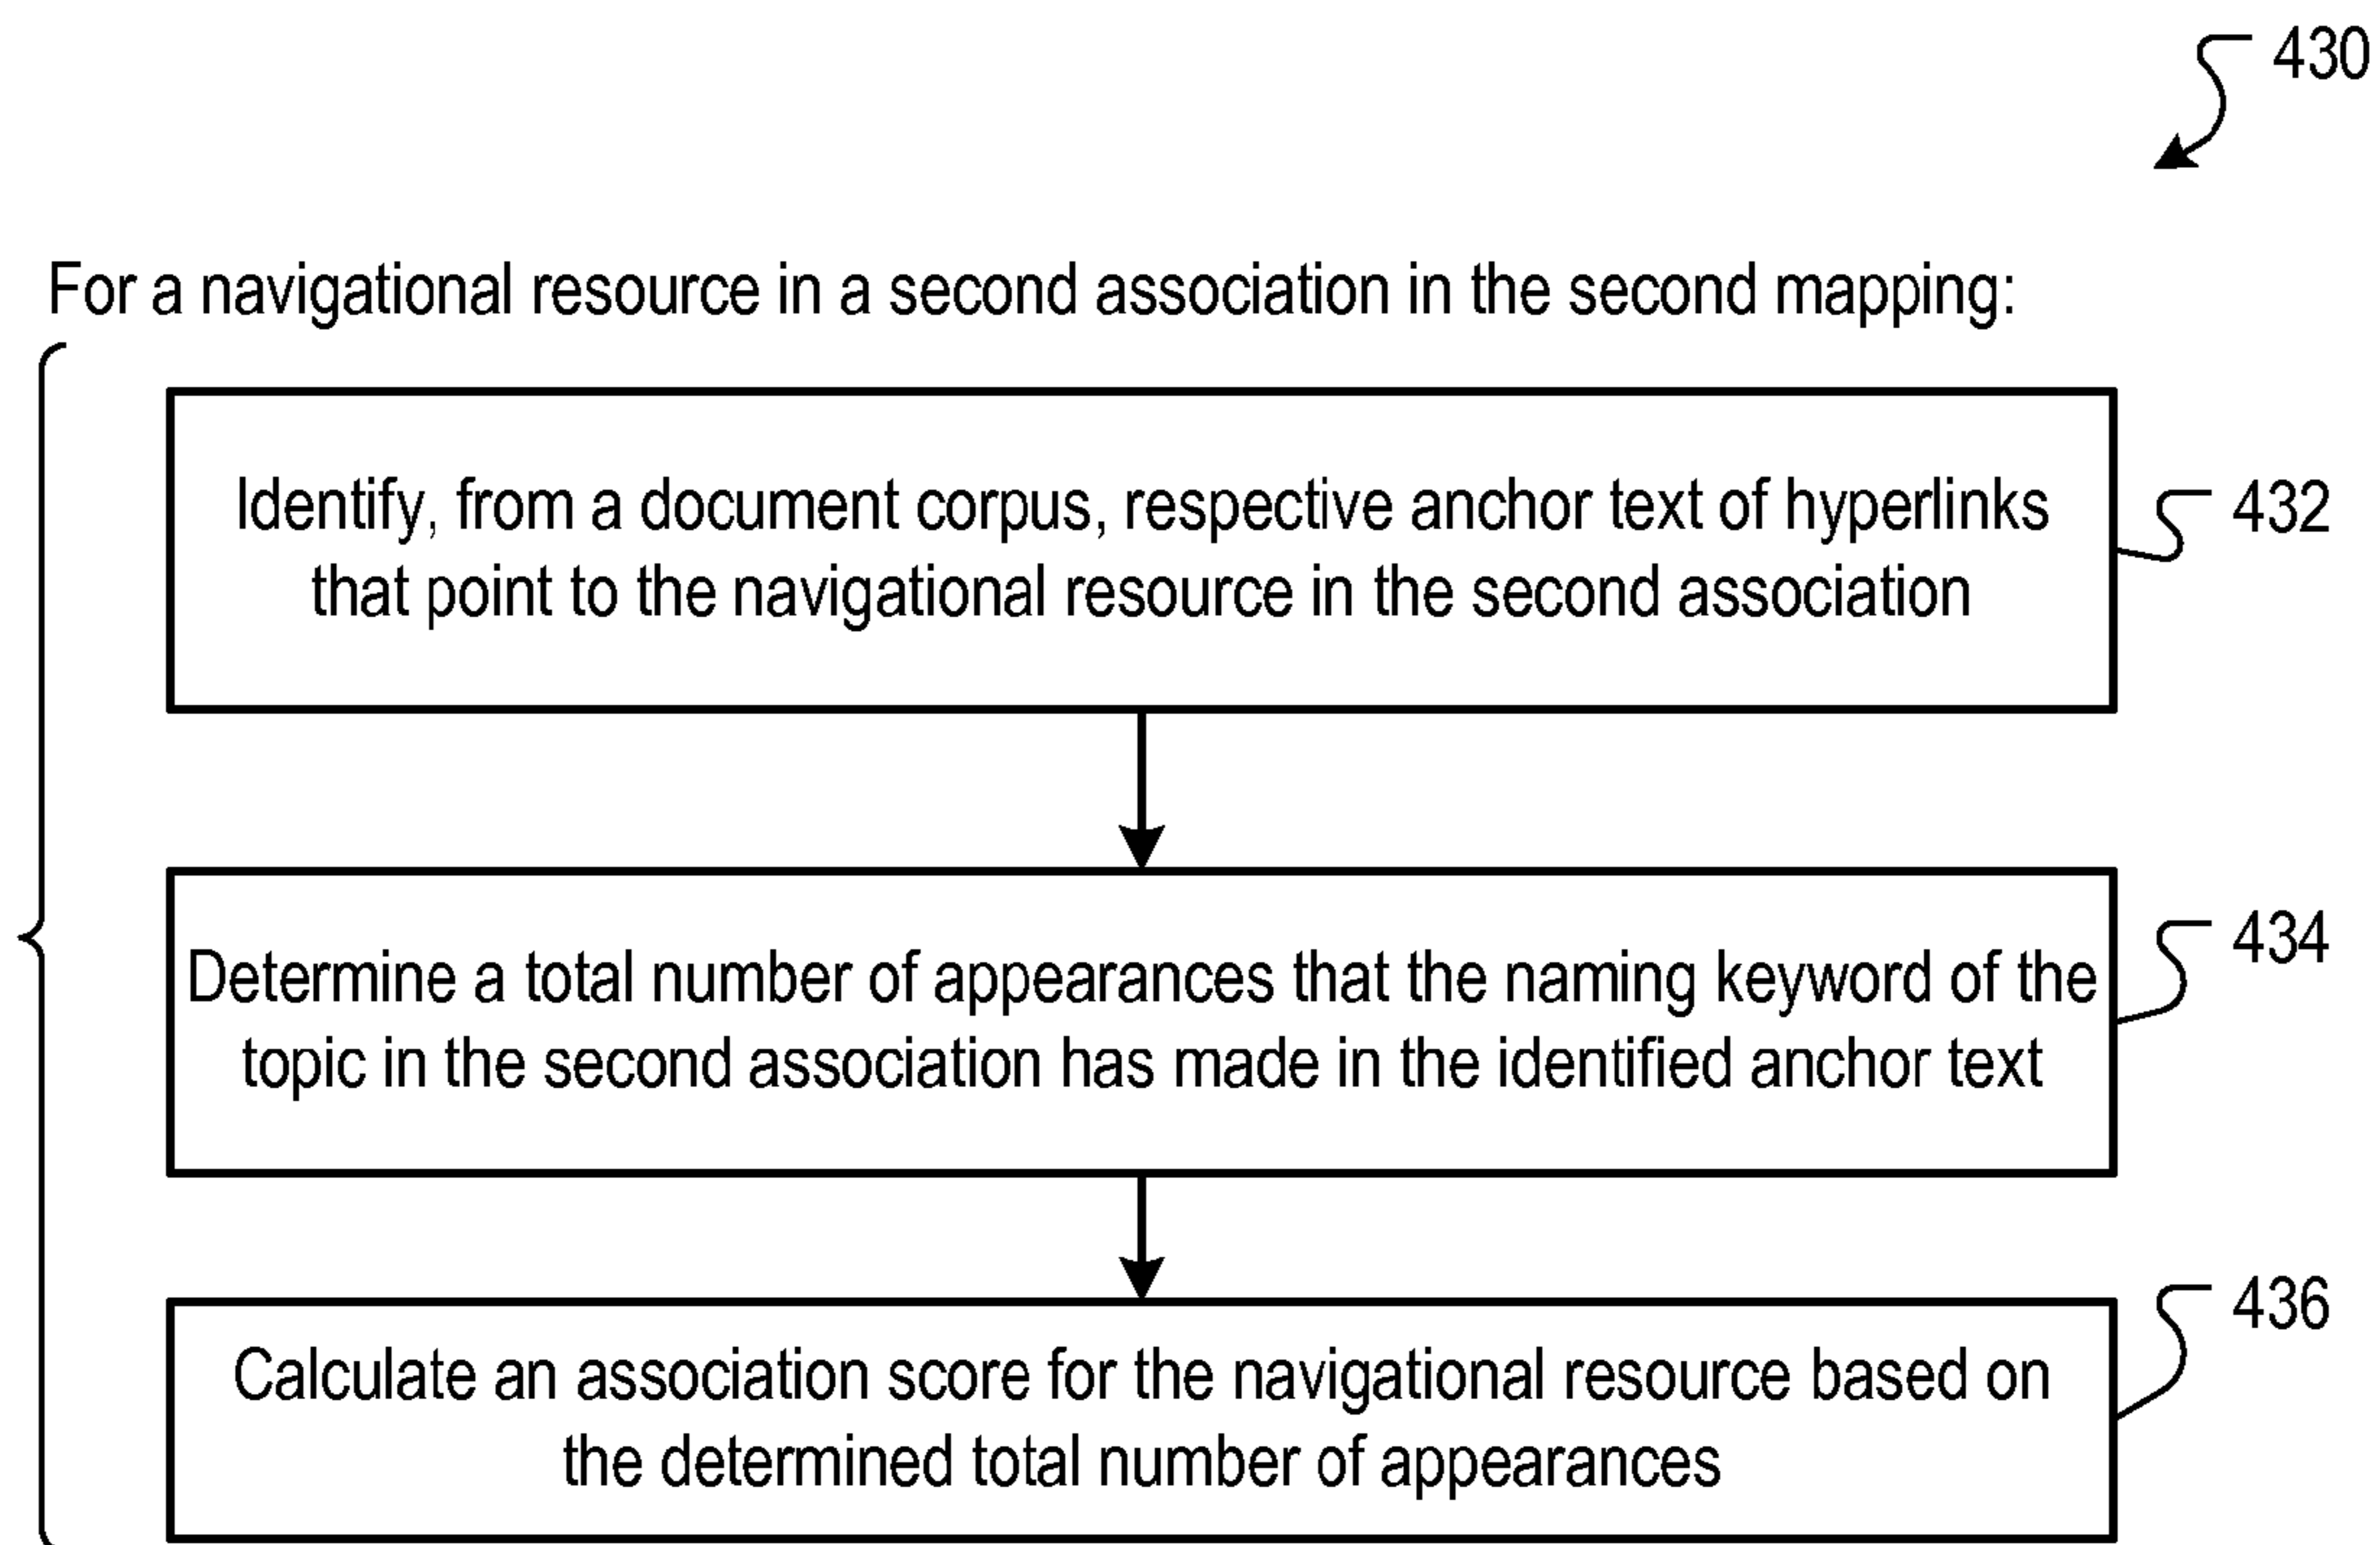 430
For a navigational resource in a second association in the second mapping:
Identify, from a document corpus, respective anchor text of hyperlinks
that point to the navigational resource in the second association
432
Determine a total number of appearances that the naming keyword of the
topic in the second association has made in the identified anchor text
434
Calculate an association score for the navigational resource based on
the determined total number of appearances
436